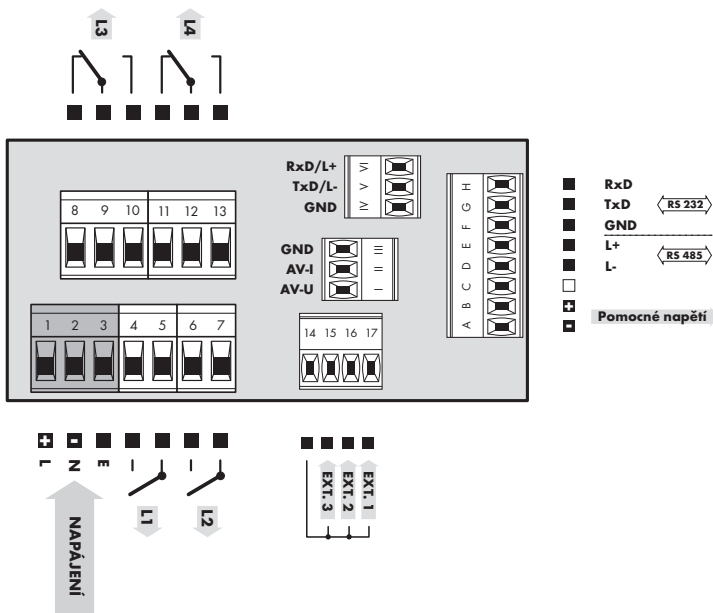 L3 L4
RxD/L+ VI
TxD/L- V
GND IV
8 9 10 11 12 13
GND III
AV-I II
AV-U I
H
G
F
E
D
C
B
A
RxD
TxD RS 232
GND
L+
L- RS 485
+
- Pomocné napětí
1 2 3 4 5 6 7
14 15 16 17
+ -
L N E
L1 L2
NAPÁJENÍ
EXT. 3 EXT. 2 EXT. 1